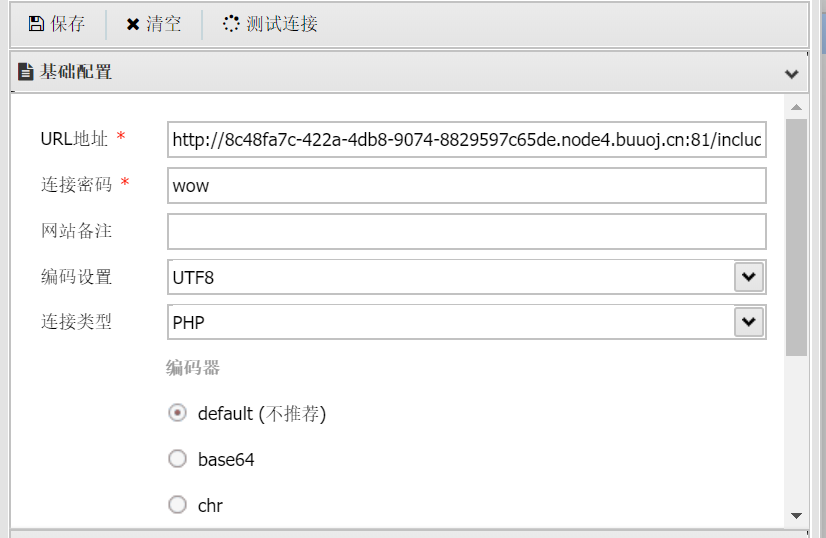 保存 清空 测试连接
基础配置
URL地址 * http://8c48fa7c-422a-4db8-9074-8829597c65de.node4.buuoj.cn:81/includ
连接密码 * wow
网站备注
编码设置 UTF8
连接类型 PHP
编码器
default (不推荐)
base64
chr